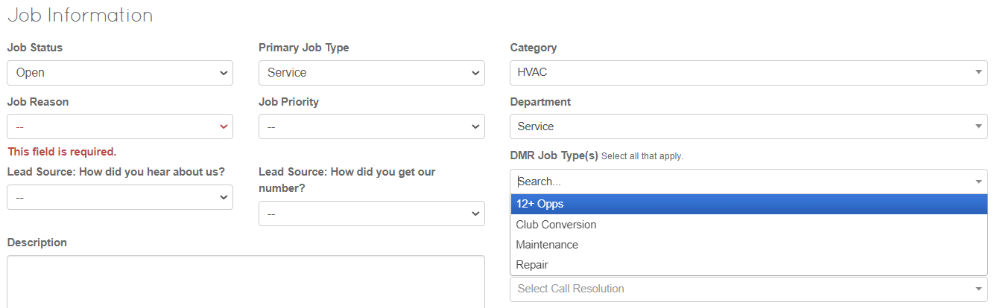 Job Information
Job Status
Primary Job Type
Category
Open
Service
HVAC
Job Reason
Job Priority
Department
--
--
Service
This field is required.
DMR Job Type(s) Select all that apply.
Lead Source: How did you hear about us?
Lead Source: How did you get our
number?
Search...
--
--
12+ Opps
Club Conversion
Maintenance
Repair
Description
Select Call Resolution